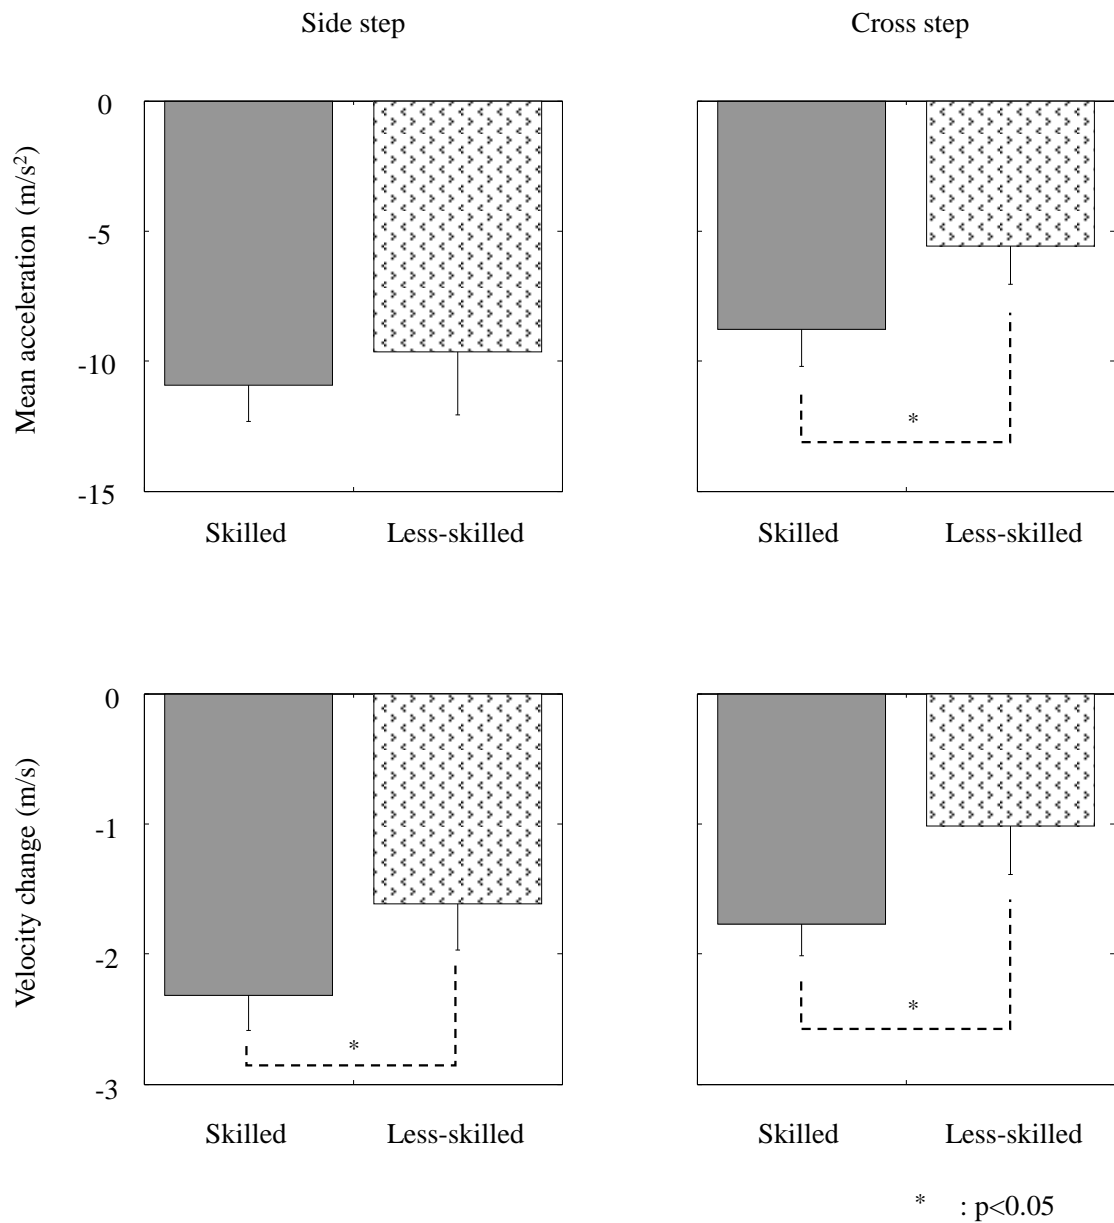 Side step
Cross step
Mean acceleration (m/s²)
0
-5
-10
-15
Skilled
Less-skilled
Skilled
Less-skilled
*
Velocity change (m/s)
0
-1
-2
-3
*
*
Skilled
Less-skilled
Skilled
Less-skilled
* : p<0.05